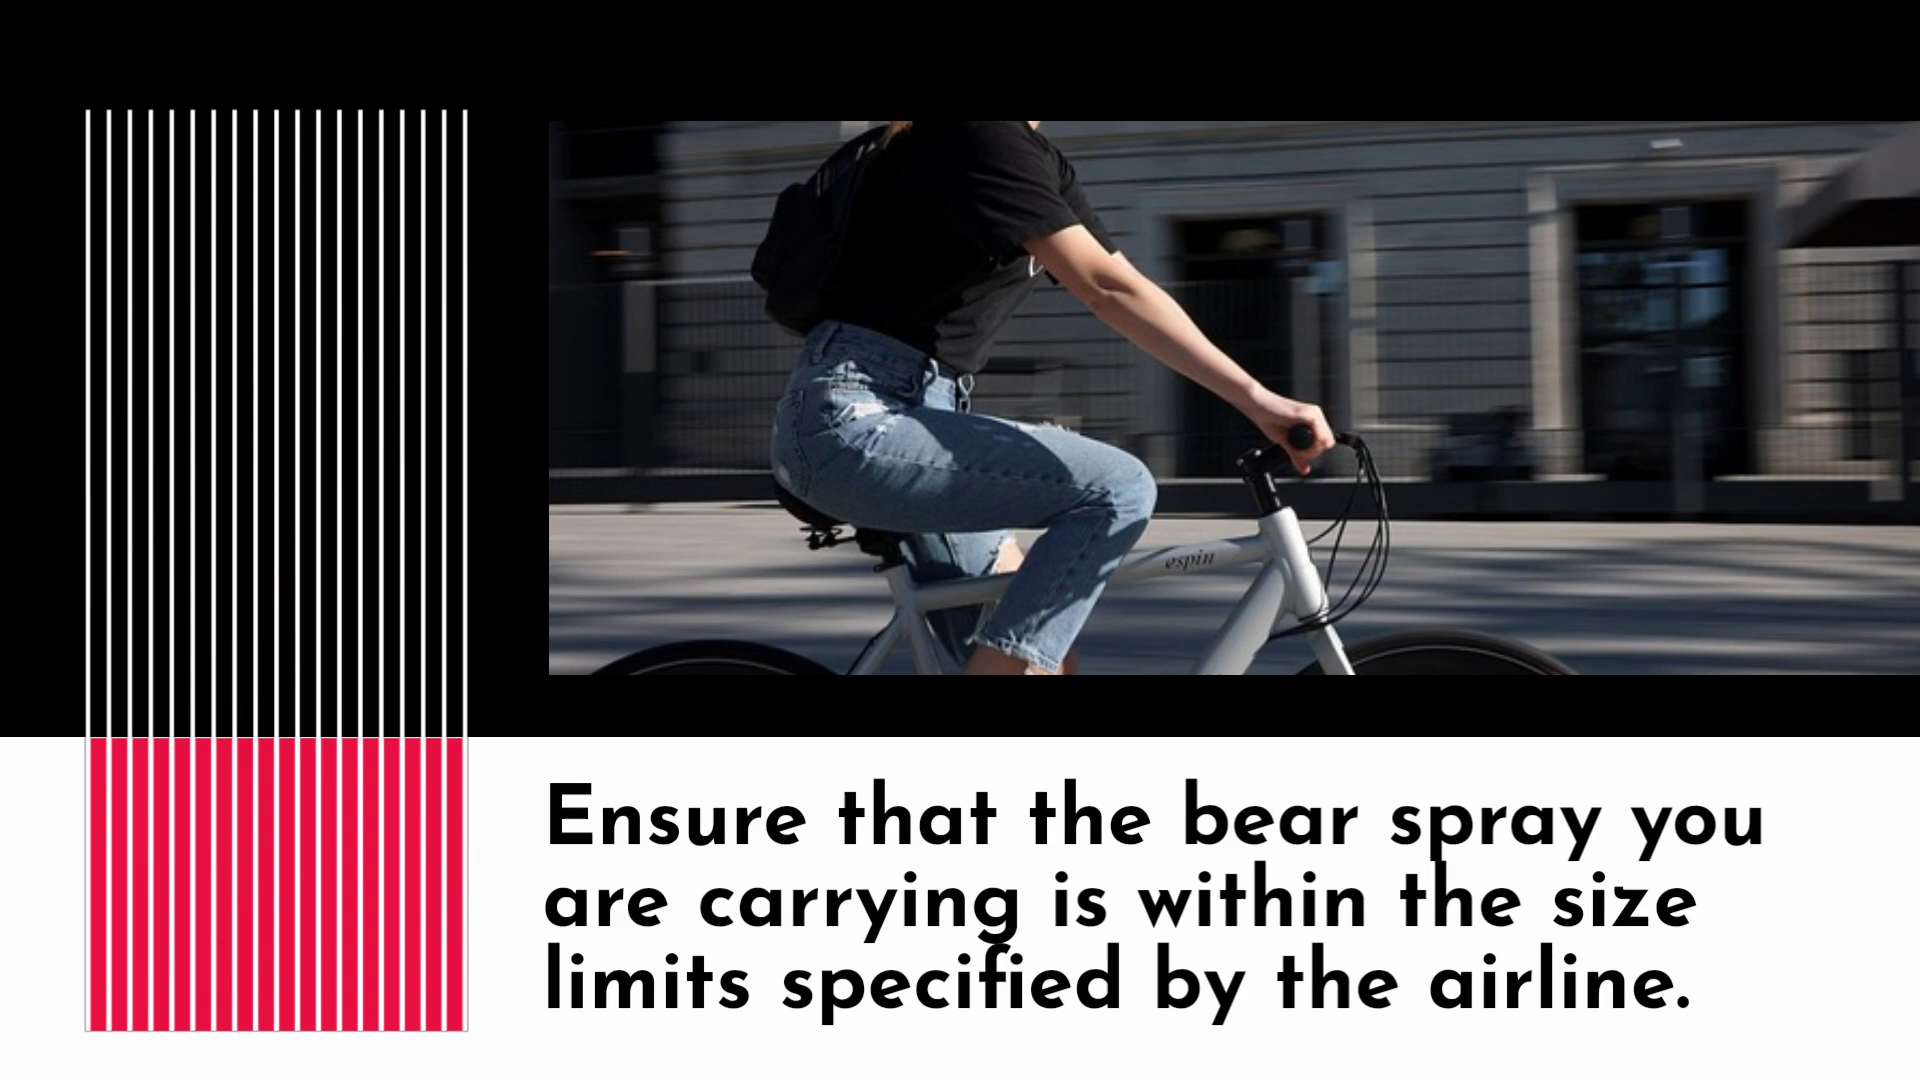 espin
Ensure that the bear spray you
are carrying is within the size
limits specified by the airline.